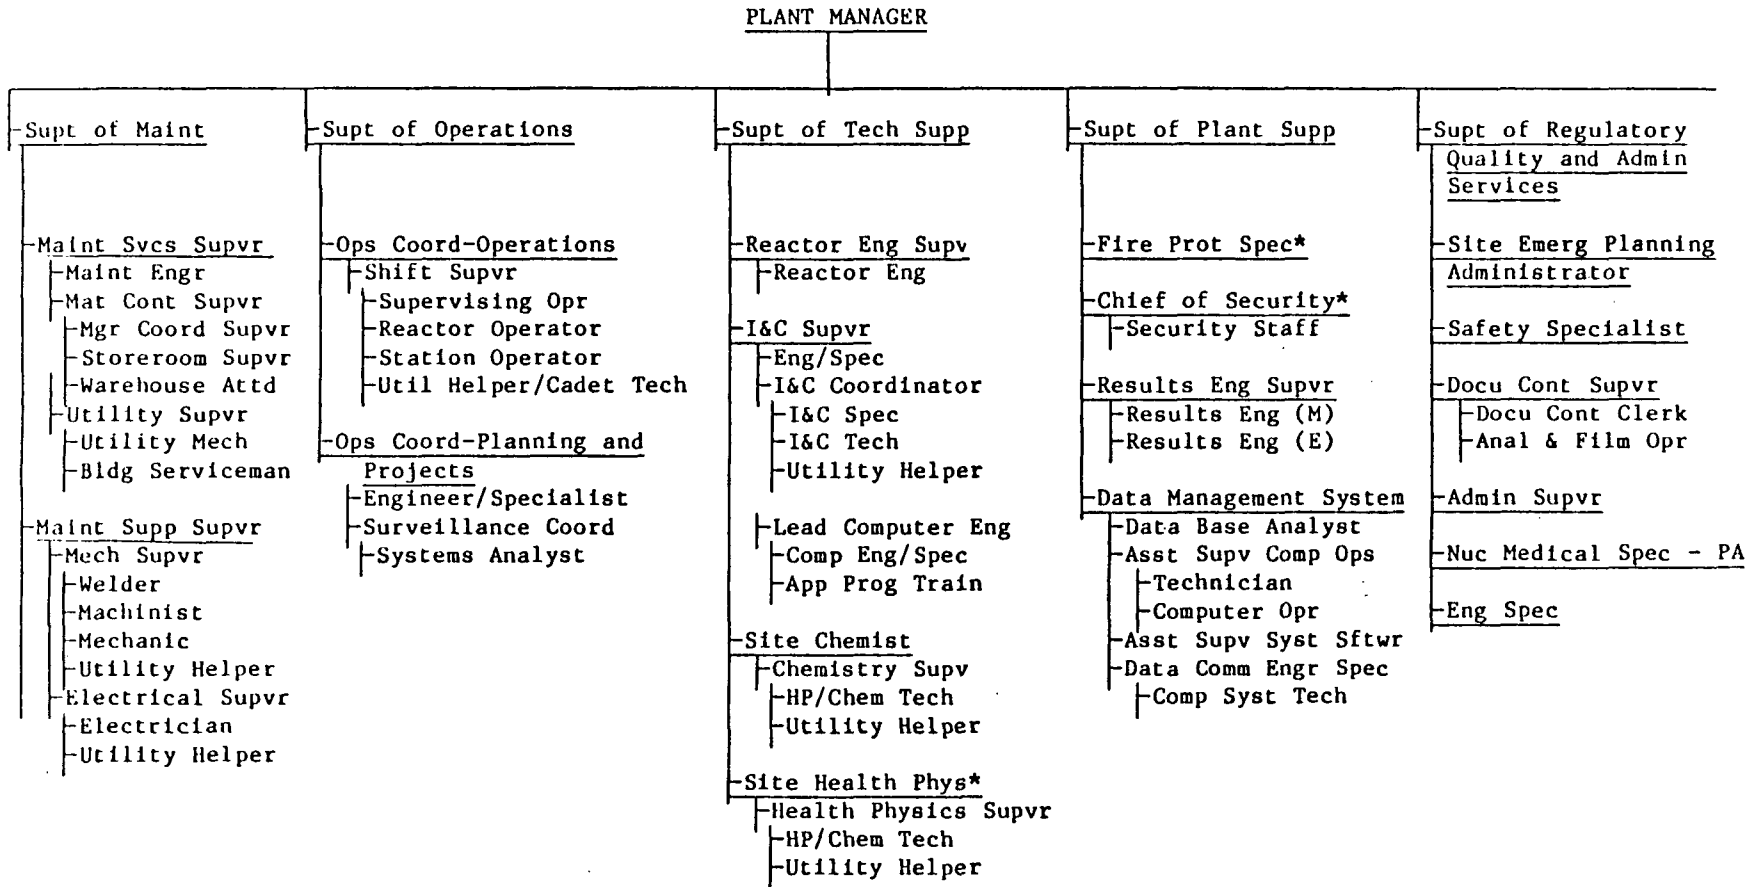 PLANT MANAGER
Supt of Maint
Maint Svcs Supvr
Maint Engr
Mat Cont Supvr
Mgr Coord Supvr
Storeroom Supvr
Warehouse Attd
Utility Supvr
Utility Mech
Bldg Serviceman
Maint Supp Supvr
Mech Supvr
Welder
Machinist
Mechanic
Utility Helper
Electrical Supvr
Electrician
Utility Helper
Supt of Operations
Ops Coord-Operations
Shift Supvr
Supervising Opr
Reactor Operator
Station Operator
Util Helper/Cadet Tech
Ops Coord-Planning and
Projects
Engineer/Specialist
Surveillance Coord
Systems Analyst
Supt of Tech Supp
Reactor Eng Supv
Reactor Eng
I&C Supvr
Eng/Spec
I&C Coordinator
I&C Spec
I&C Tech
Utility Helper
Lead Computer Eng
Comp Eng/Spec
App Prog Train
Site Chemist
Chemistry Supv
HP/Chem Tech
Utility Helper
Site Health Phys*
Health Physics Supvr
HP/Chem Tech
Utility Helper
Supt of Plant Supp
Fire Prot Spec*
Chief of Security*
Security Staff
Results Eng Supvr
Results Eng (M)
Results Eng (E)
Data Management System
Data Base Analyst
Asst Supv Comp Ops
Technician
Computer Opr
Asst Supv Syst Sftwr
Data Comm Engr Spec
Comp Syst Tech
Supt of Regulatory
Quality and Admin
Services
Site Emerg Planning
Administrator
Safety Specialist
Docu Cont Supvr
Docu Cont Clerk
Anal & Film Opr
Admin Supvr
Nuc Medical Spec - PA
Eng Spec